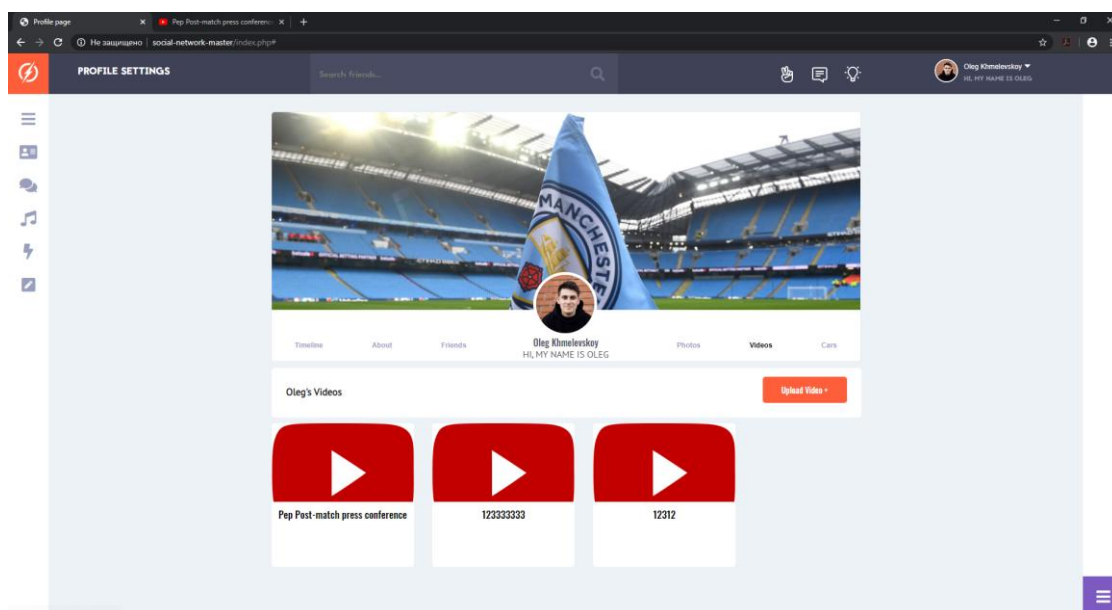 Profile page
Pep Post-match press conferenc
Не защищено social-network-master/index.php#
PROFILE SETTINGS
Search friends...
Oleg Khmelevskoy
HI, MY NAME IS OLEG
MANCHESTER
Timeline About Friends Oleg Khmelevskoy Photos Videos Cars
HI, MY NAME IS OLEG
Oleg's Videos
Upload Video +
Pep Post-match press conference 123333333 12312